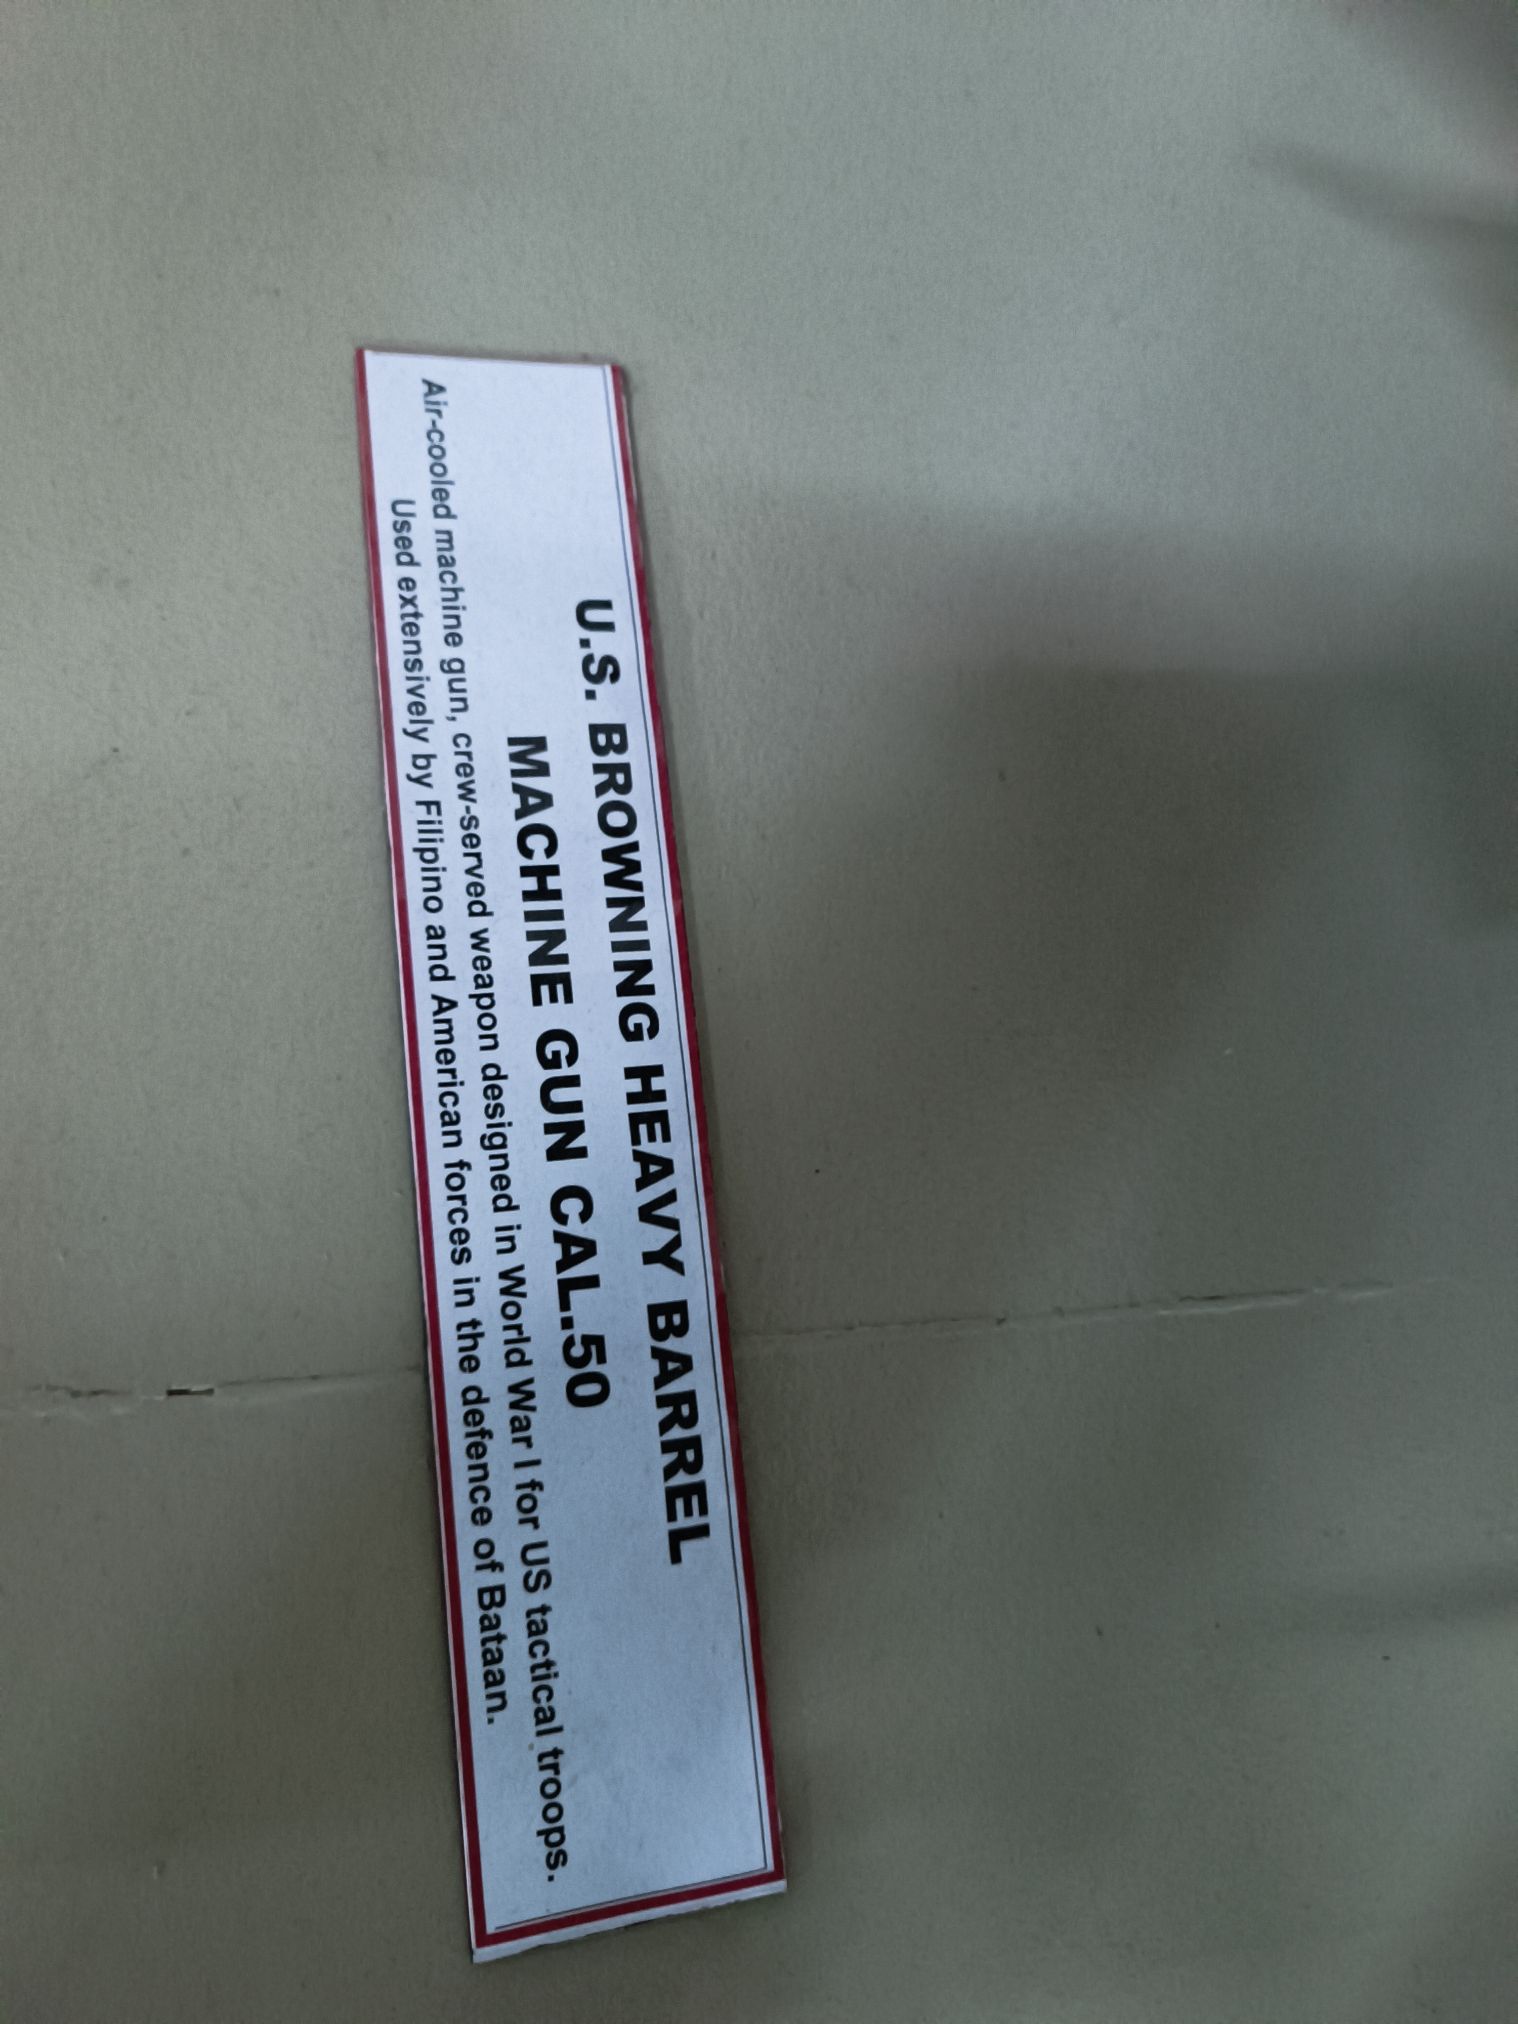 U.S. BROWNING HEAVY BARREL
MACHINE GUN CAL..50
Air-cooled machine gun, crew-served weapon designed in World War I for US tactical troops.
Used extensively by Filipino and American forces in the defence of Bataan.